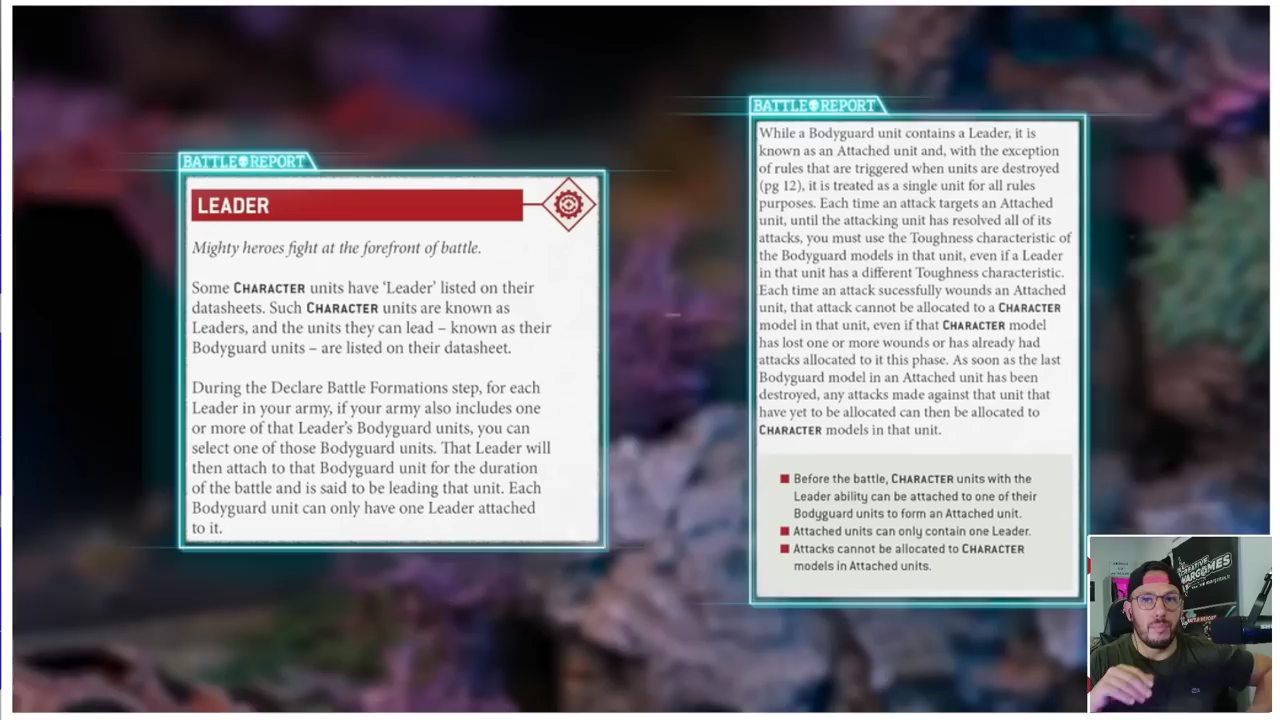 BATTLE REPORT
LEADER
Mighty heroes fight at the forefront of battle.
Some CHARACTER units have ‘Leader’ listed on their
datasheets. Such CHARACTER units are known as
Leaders, and the units they can lead – known as their
Bodyguard units – are listed on their datasheet.
During the Declare Battle Formations step, for each
Leader in your army, if your army also includes one
or more of that Leader’s Bodyguard units, you can
select one of those Bodyguard units. That Leader will
then attach to that Bodyguard unit for the duration
of the battle and is said to be leading that unit. Each
Bodyguard unit can only have one Leader attached
to it.
BATTLE REPORT
While a Bodyguard unit contains a Leader, it is
known as an Attached unit and, with the exception
of rules that are triggered when units are destroyed
(pg 12), it is treated as a single unit for all rules
purposes. Each time an attack targets an Attached
unit, until the attacking unit has resolved all of its
attacks, you must use the Toughness characteristic of
the Bodyguard models in that unit, even if a Leader
in that unit has a different Toughness characteristic.
Each time an attack sucessfully wounds an Attached
unit, that attack cannot be allocated to a CHARACTER
model in that unit, even if that CHARACTER model
has lost one or more wounds or has already had
attacks allocated to it this phase. As soon as the last
Bodyguard model in an Attached unit has been
destroyed, any attacks made against that unit that
have yet to be allocated can then be allocated to
CHARACTER models in that unit.
Before the battle, CHARACTER units with the
Leader ability can be attached to one of their
Bodyguard units to form an Attached unit.
Attached units can only contain one Leader.
Attacks cannot be allocated to CHARACTER
models in Attached units.
CREATIVE
WARGAMES
BATTLE REPORT